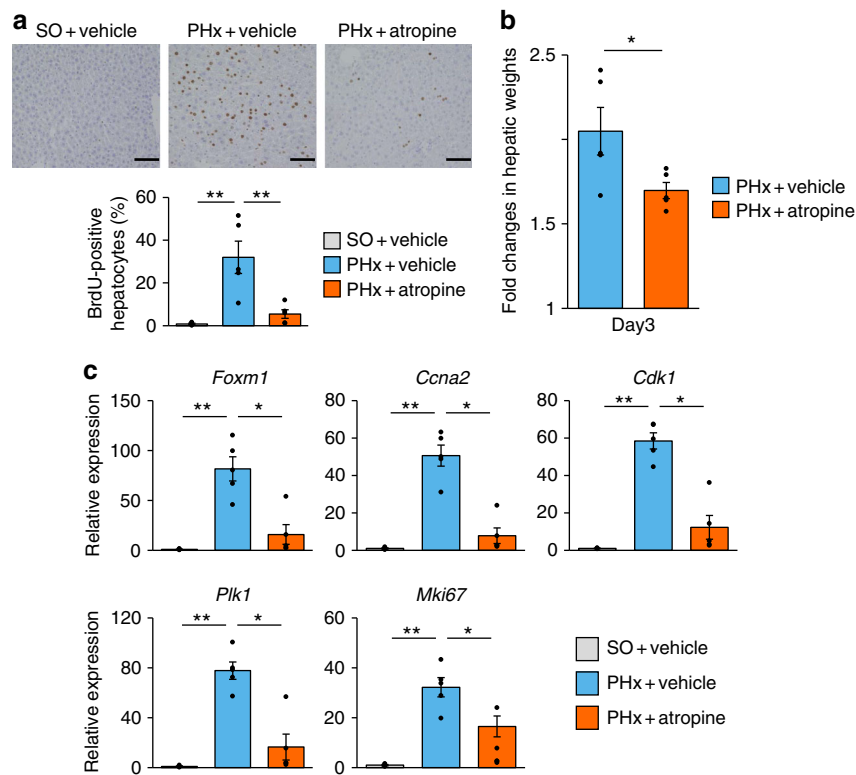 a
SO + vehicle
PHx + vehicle
PHx + atropine
BrdU-positive
hepatocytes (%)
60
40
20
0
** **
SO + vehicle
PHx + vehicle
PHx + atropine
b
Fold changes in hepatic weights
2.5
1.5
1
*
Day3
PHx + vehicle
PHx + atropine
c
Foxm1
Relative expression
150
100
50
0
** *
Ccna2
80
60
40
20
0
** *
Cdk1
80
60
40
20
0
** *
Plk1
Relative expression
120
80
40
0
** *
Mki67
60
40
20
0
** *
SO + vehicle
PHx + vehicle
PHx + atropine